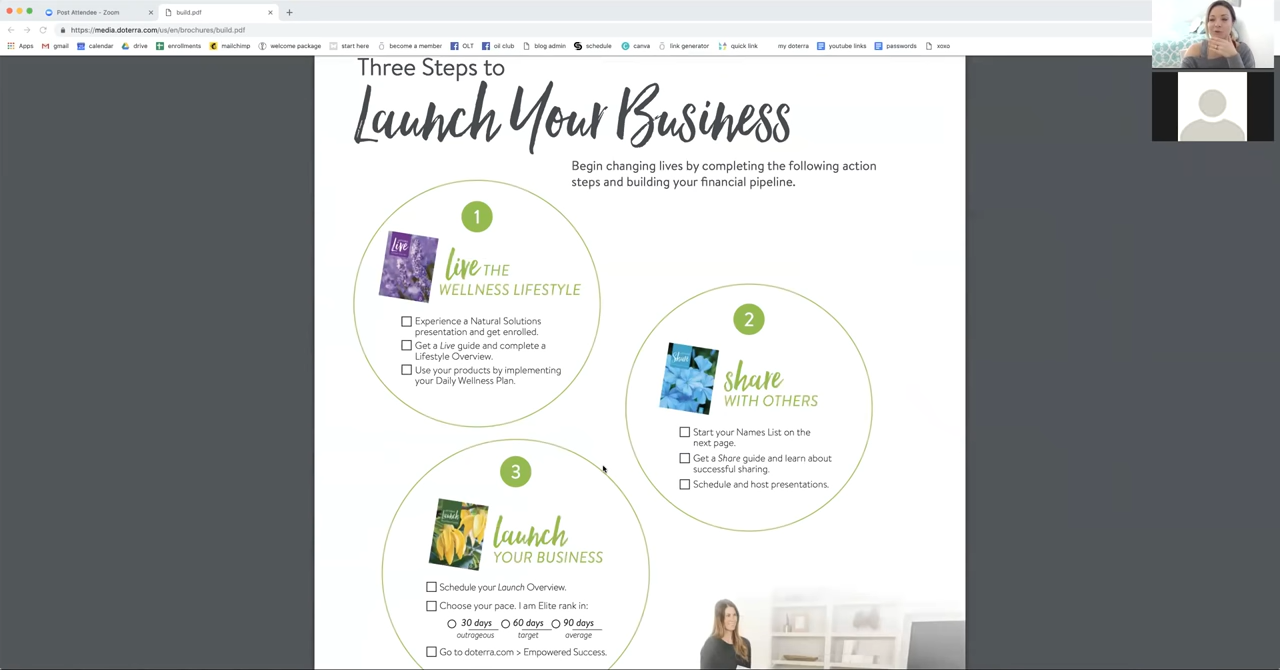 Post Attendee - Zoom
build.pdf
https://media.doterra.com/us/en/brochures/build.pdf
Apps
gmail
calendar
drive
enrollments
mailchimp
welcome package
start here
become a member
OLT
oil club
blog admin
schedule
canva
link generator
quick link
my doterra
youtube links
passwords
xoxo
Three Steps to
Launch Your Business
Begin changing lives by completing the following action
steps and building your financial pipeline.
1
Live
live THE
WELLNESS LIFESTYLE
Experience a Natural Solutions
presentation and get enrolled.
Get a Live guide and complete a
Lifestyle Overview.
Use your products by implementing
your Daily Wellness Plan.
2
Share
share
WITH OTHERS
Start your Names List on the
next page.
Get a Share guide and learn about
successful sharing.
Schedule and host presentations.
3
Launch
launch
YOUR BUSINESS
Schedule your Launch Overview.
Choose your pace. I am Elite rank in:
30 days 60 days 90 days
outrageous target average
Go to doterra.com > Empowered Success.